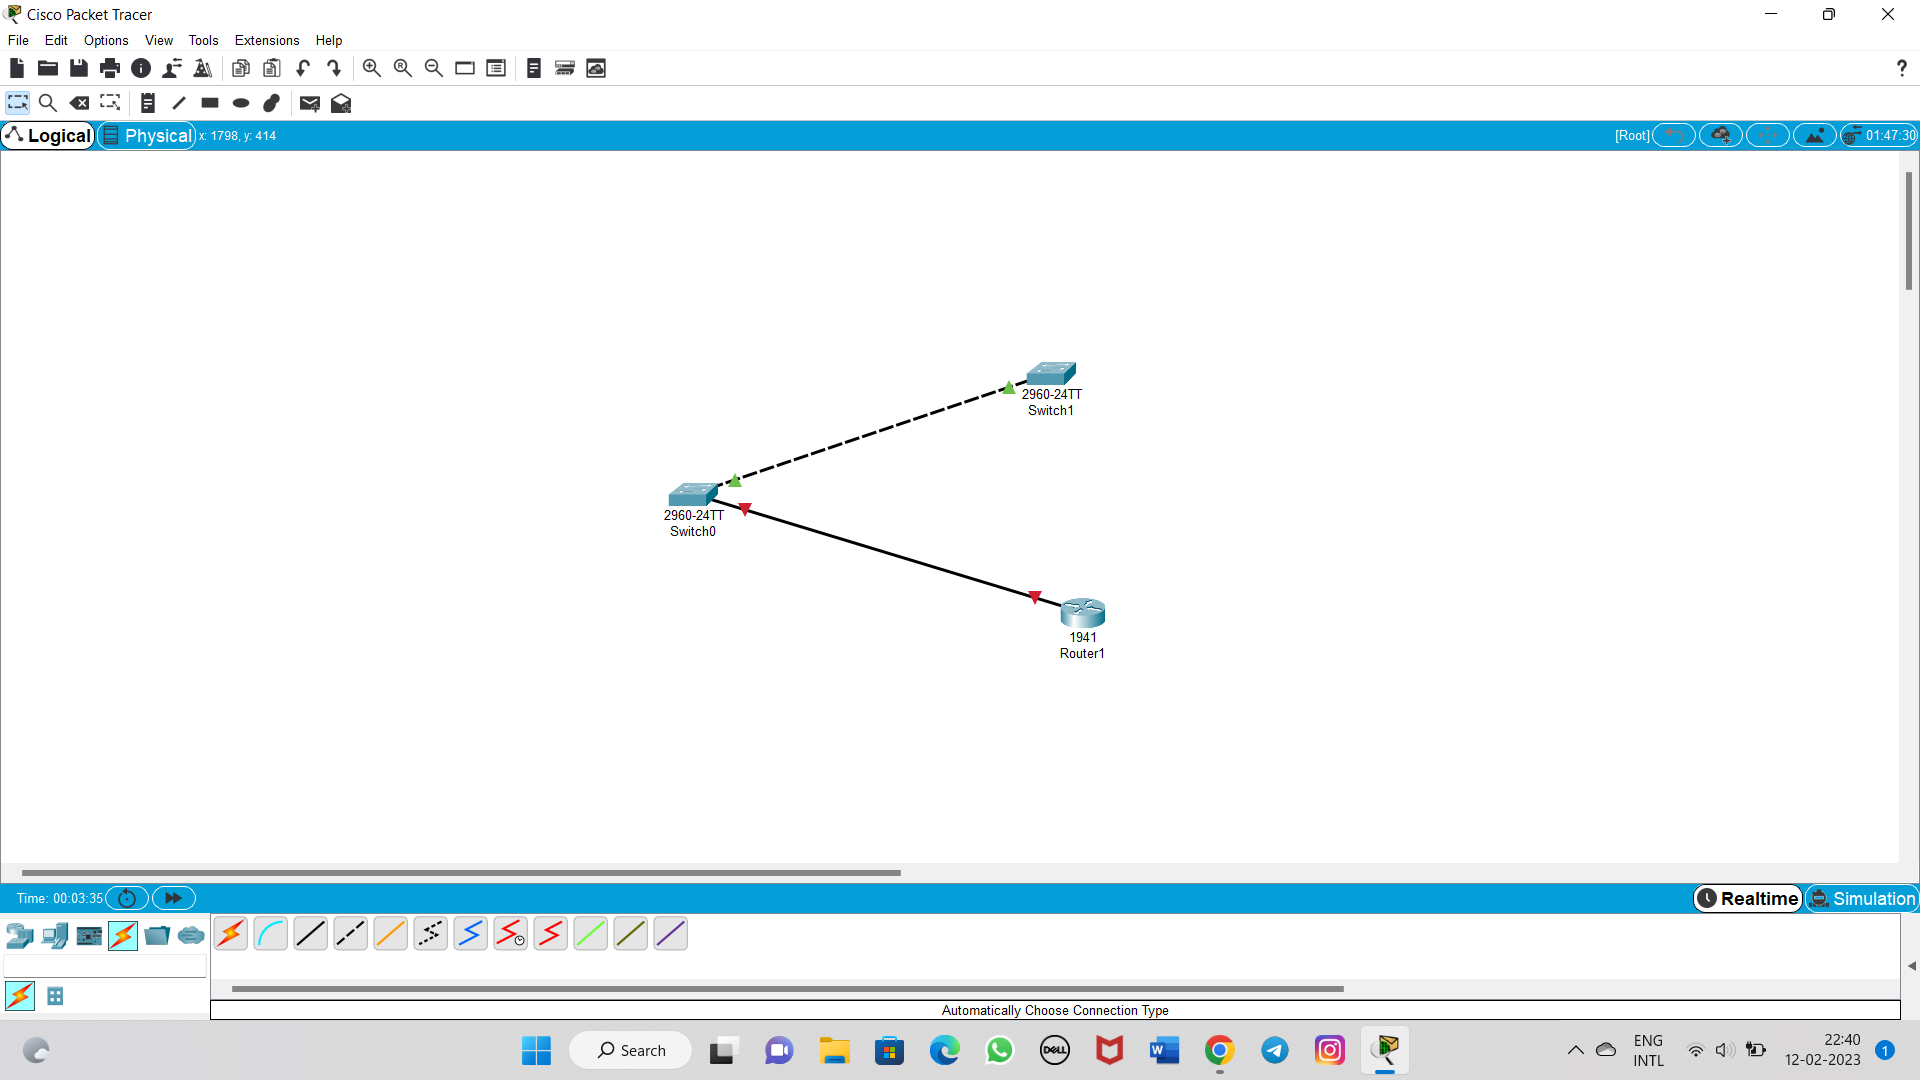 Cisco Packet Tracer
File Edit Options View Tools Extensions Help
Logical Physical x: 1798, y: 414 [Root] 01:47:30
2960-24TT
Switch1
2960-24TT
Switch0
1941
Router1
Time: 00:03:35 Realtime Simulation
Automatically Choose Connection Type
Search
DELL
W
ENG
INTL
22:40
12-02-2023
1